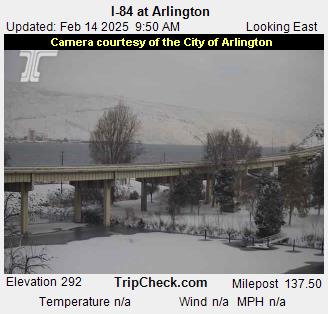 I-84 at Arlington
Updated: Feb 14 2025 9:50 AM Looking East
Camera courtesy of the City of Arlington
Elevation 292 TripCheck.com Milepost 137.50
Temperature n/a Wind n/a MPH n/a